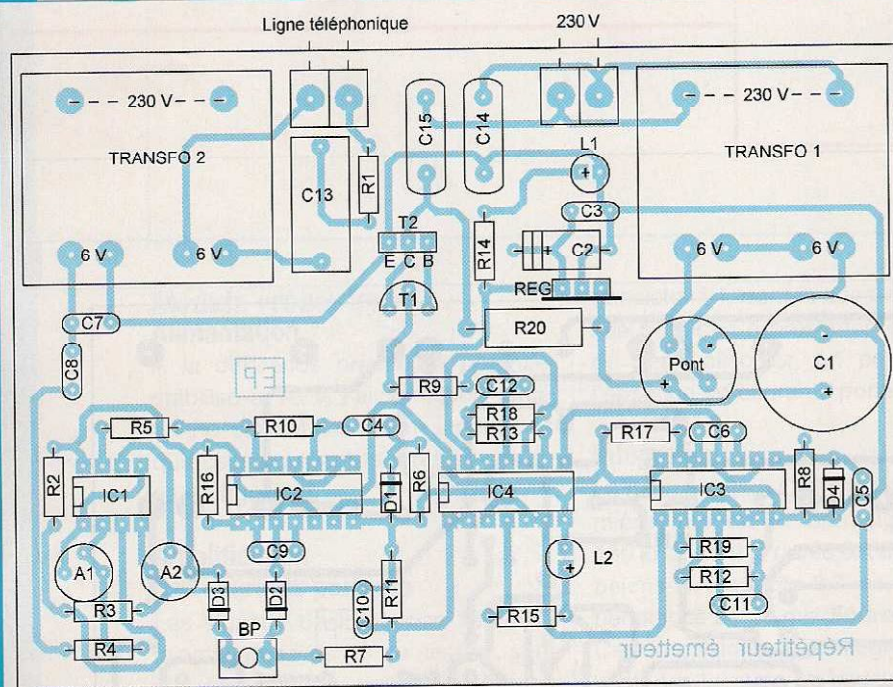 Ligne téléphonique 230 V
- - - 230 V- - -
TRANSFO 2
6 V 6 V
C13
R1
C15
C14
L1
+
- - - 230 V- - -
TRANSFO 1
6 V 6 V
C3
T2
E C B
R14
+ C2
T1
REG
R20
C7
C8
Pont
-
+
-
C1
+
EP
R9
C12
R18
R13
R5
R10
C4
R17
C6
R2
IC1
R16
IC2
D1
R6
IC4
IC3
R8
D4
C5
A1
A2
C9
L2
+
R19
R12
C11
D3
D2
C10
R11
R3
R4
BP
R7
R15
Répétiteur émetteur